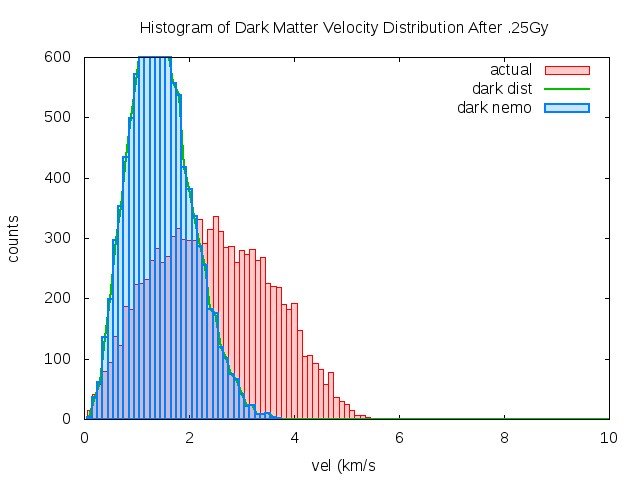 Histogram of Dark Matter Velocity Distribution After .25Gy
actual
dark dist
dark nemo
600
500
400
300
200
100
0
counts
0 2 4 6 8 10
vel (km/s